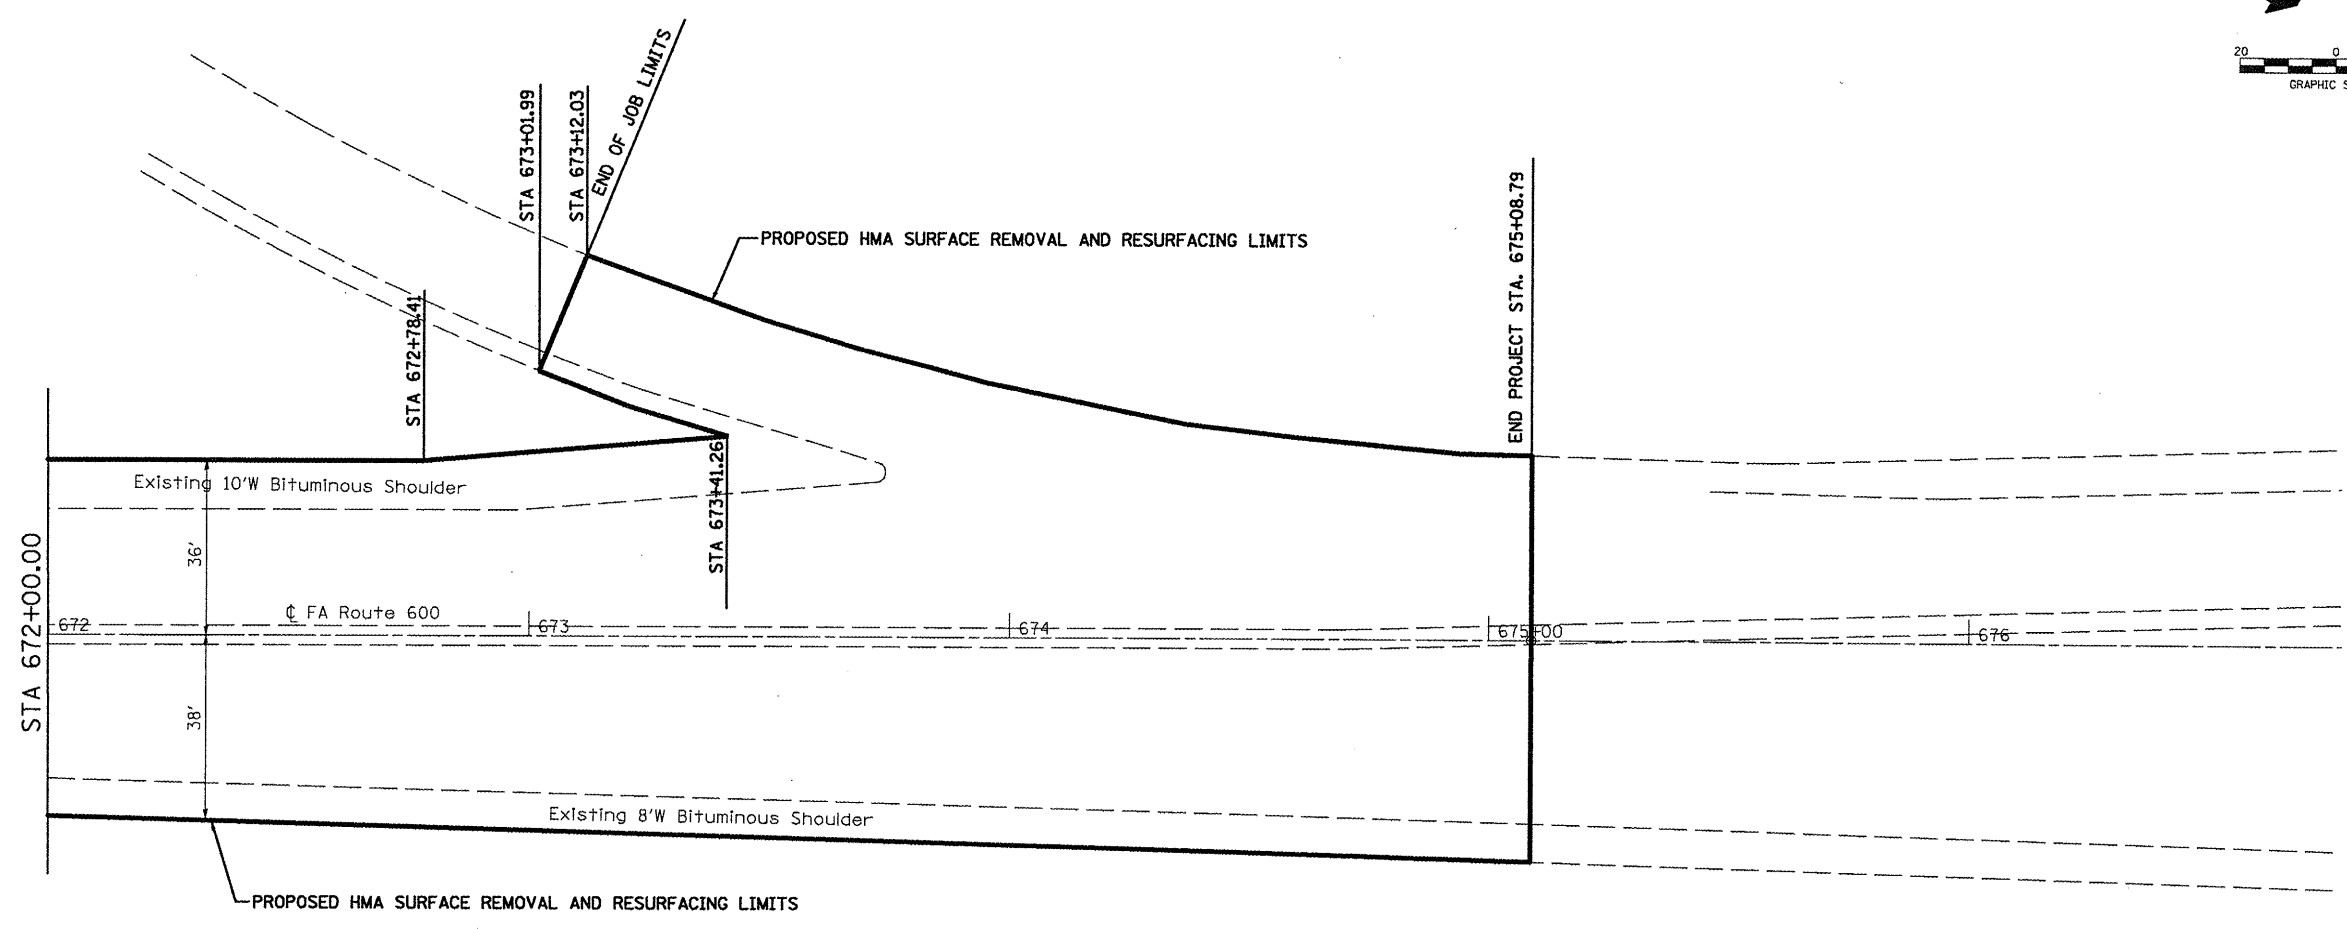 20 0
GRAPHIC S
END OF JOB LIMITS
STA 673+01.99
STA 673+12.03
END PROJECT STA. 675+08.79
PROPOSED HMA SURFACE REMOVAL AND RESURFACING LIMITS
STA 672+78.41
Existing 10'W Bituminous Shoulder
STA 673+41.26
STA 672+00.00
36'
℄ FA Route 600
672 673 674 675+00 676
38'
Existing 8'W Bituminous Shoulder
PROPOSED HMA SURFACE REMOVAL AND RESURFACING LIMITS